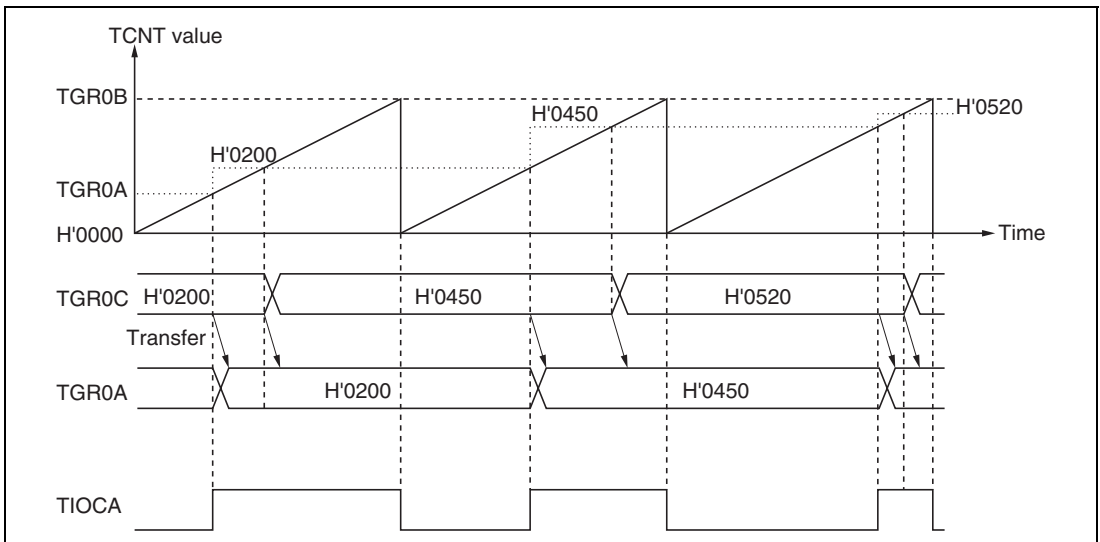 TCNT value
TGR0B
H'0520
H'0450
H'0200
TGR0A
H'0000
Time
TGR0C H'0200 H'0450 H'0520
Transfer
TGR0A H'0200 H'0450
TIOCA